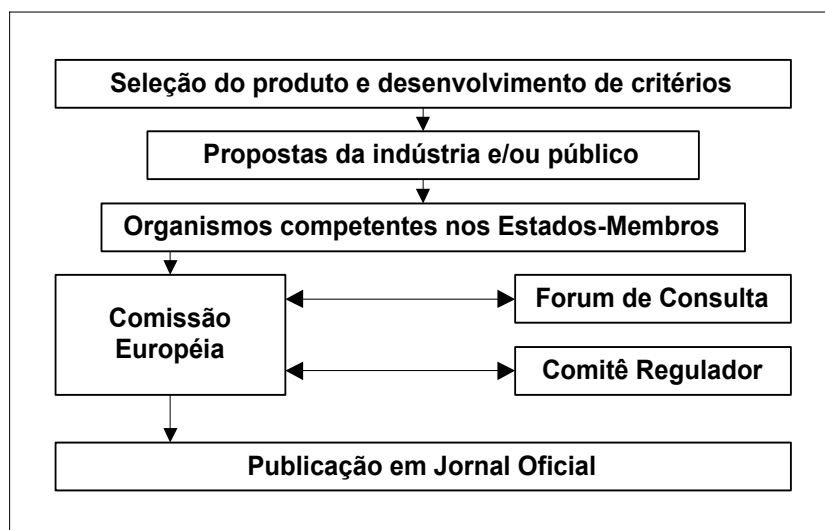 Seleção do produto e desenvolvimento de critérios
Propostas da indústria e/ou público
Organismos competentes nos Estados-Membros
Comissão
Européia
Forum de Consulta
Comitê Regulador
Publicação em Jornal Oficial